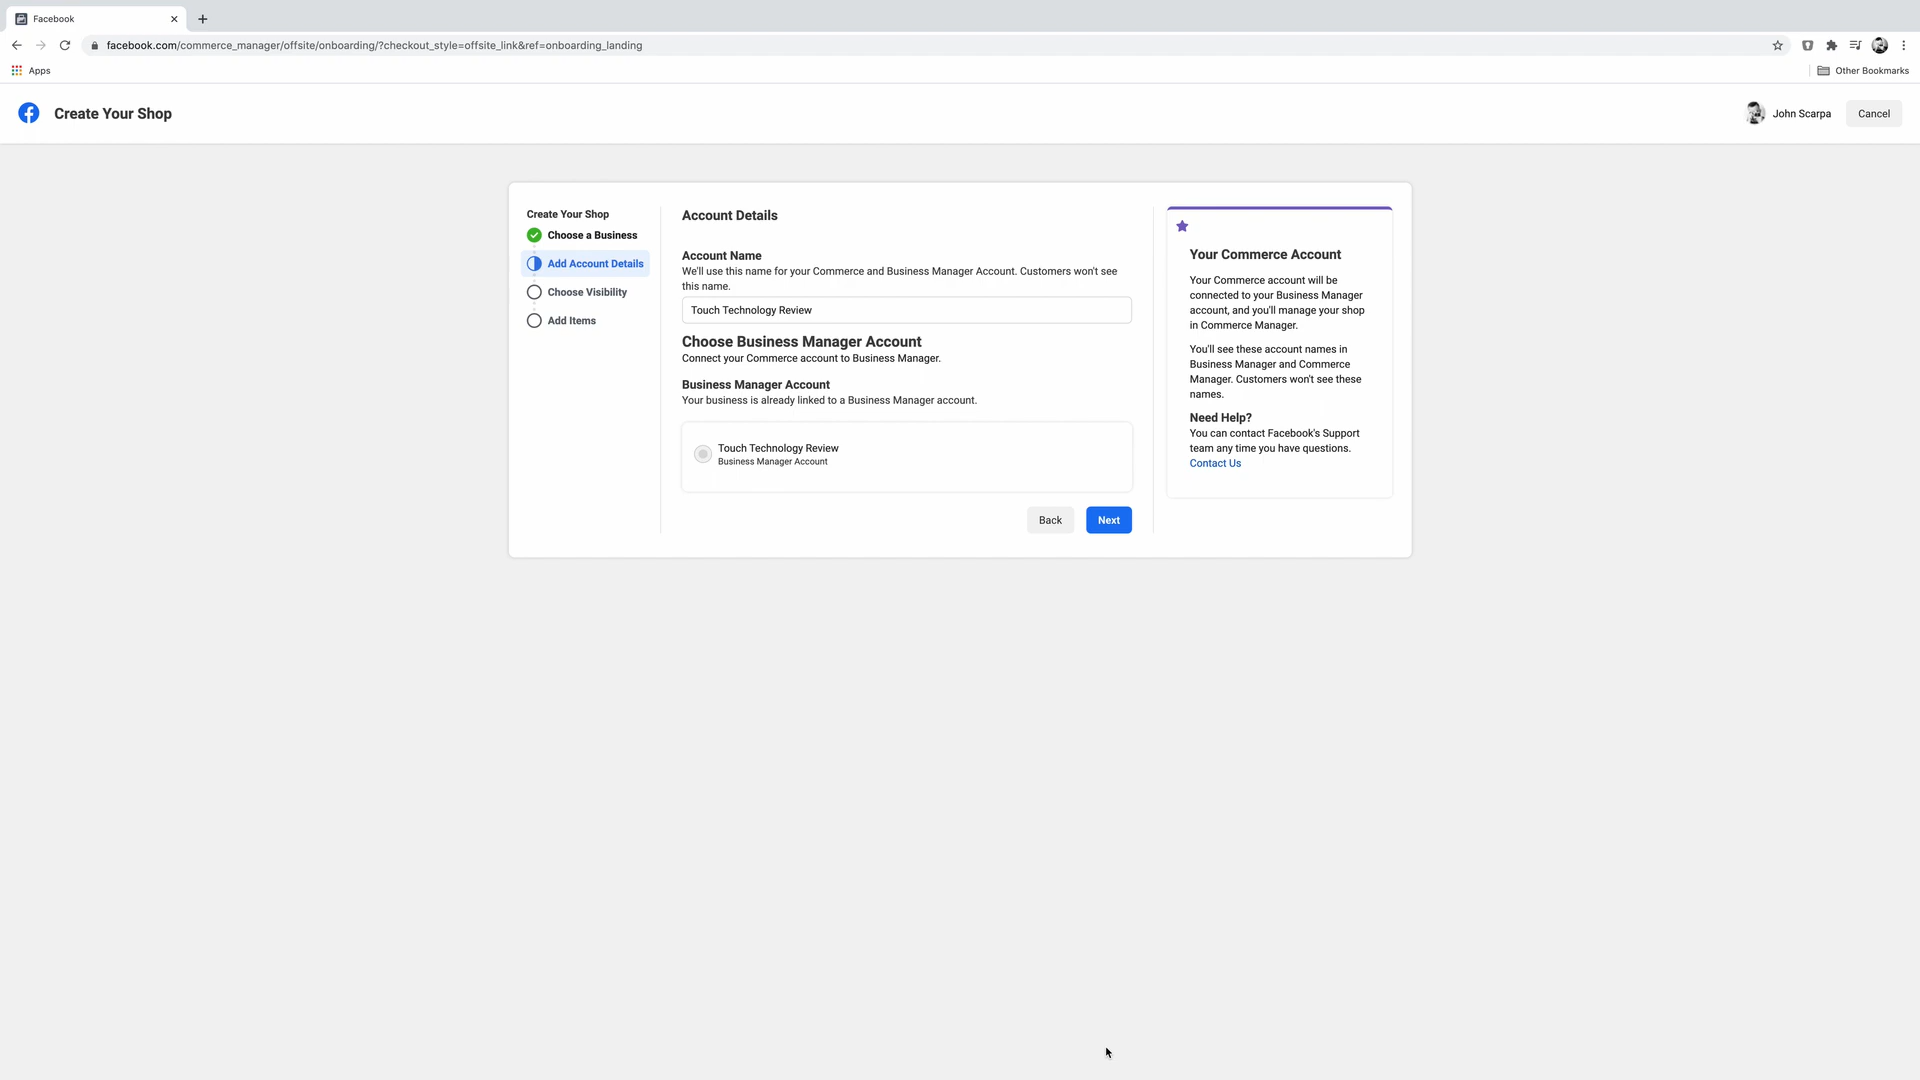 Facebook
facebook.com/commerce_manager/offsite/onboarding/?checkout_style=offsite_link&ref=onboarding_landing
Apps
Other Bookmarks
Create Your Shop
John Scarpa
Cancel
Create Your Shop
Choose a Business
Add Account Details
Choose Visibility
Add Items
Account Details
Account Name
We'll use this name for your Commerce and Business Manager Account. Customers won't see
this name.
Touch Technology Review
Choose Business Manager Account
Connect your Commerce account to Business Manager.
Business Manager Account
Your business is already linked to a Business Manager account.
Touch Technology Review
Business Manager Account
Back
Next
Your Commerce Account
Your Commerce account will be
connected to your Business Manager
account, and you'll manage your shop
in Commerce Manager.
You'll see these account names in
Business Manager and Commerce
Manager. Customers won't see these
names.
Need Help?
You can contact Facebook's Support
team any time you have questions.
Contact Us